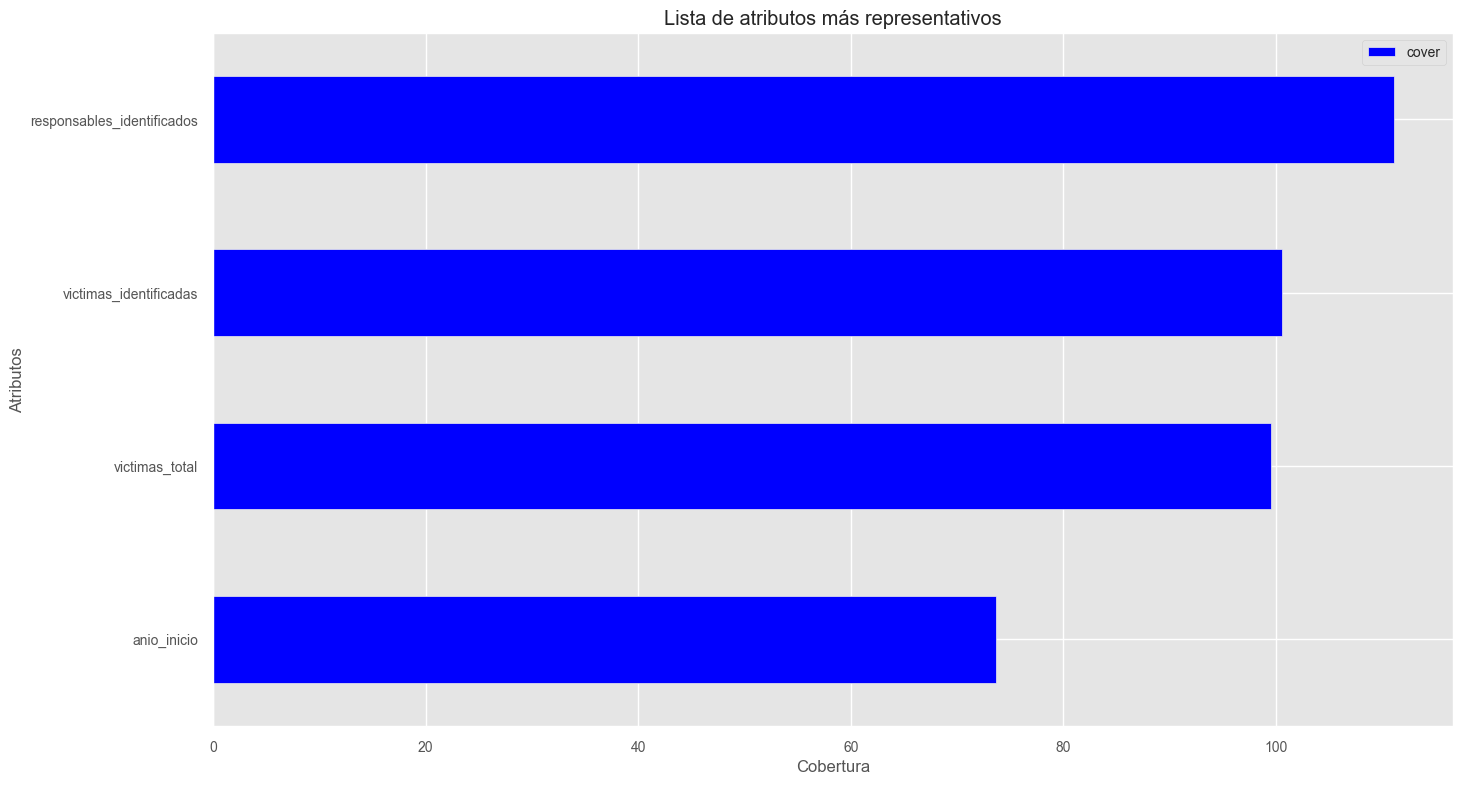 Lista de atributos más representativos
cover
responsables_identificados
victimas_identificadas
victimas_total
anio_inicio
Atributos
0 20 40 60 80 100
Cobertura